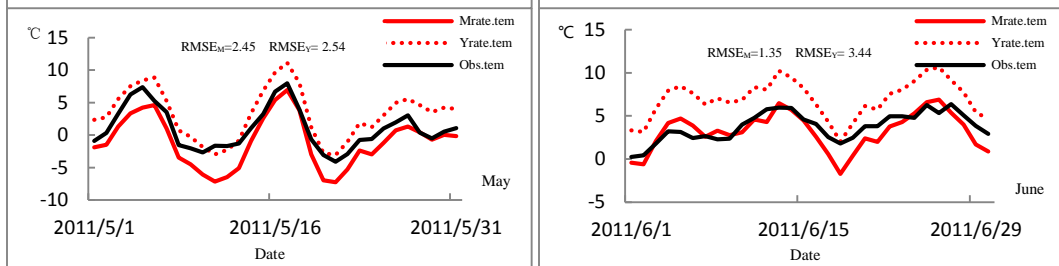 ℃
15
10
5
0
-5
-10
RMSEM=2.45 RMSEY= 2.54
Mrate.tem
Yrate.tem
Obs.tem
May
2011/5/1 2011/5/16 2011/5/31
Date
℃
15
10
5
0
-5
RMSEM=1.35 RMSEY=3.44
Mrate.tem
Yrate.tem
Obs.tem
June
2011/6/1 2011/6/15 2011/6/29
Date